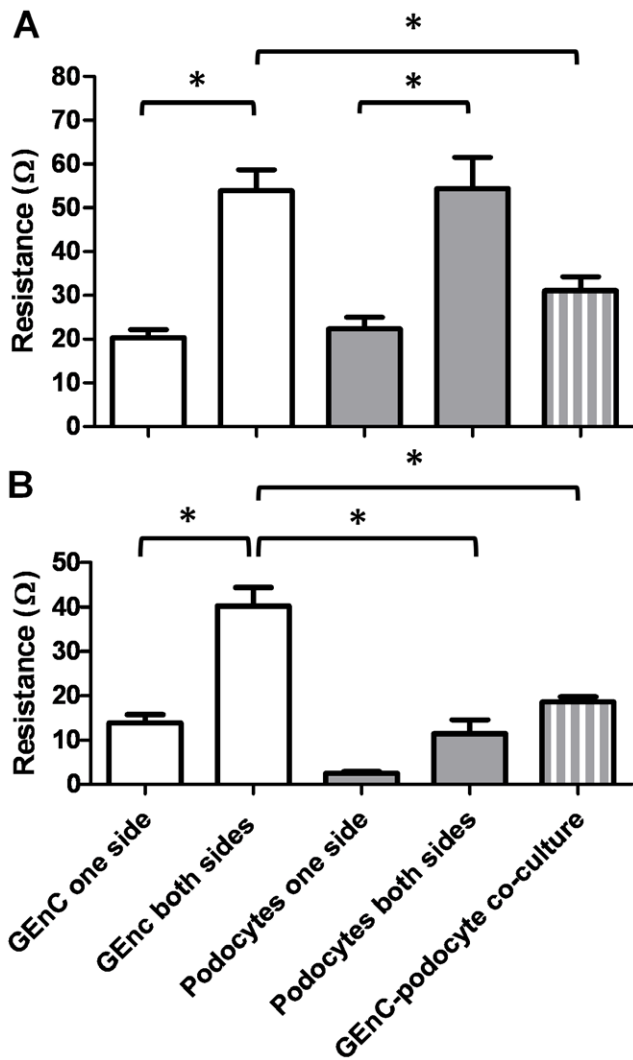 A
*
*
*
Resistance (Ω)
80
70
60
50
40
30
20
10
0
B
*
*
*
Resistance (Ω)
50
40
30
20
10
0
GEnC one side
GEnc both sides
Podocytes one side
Podocytes both sides
GEnC-podocyte co-culture